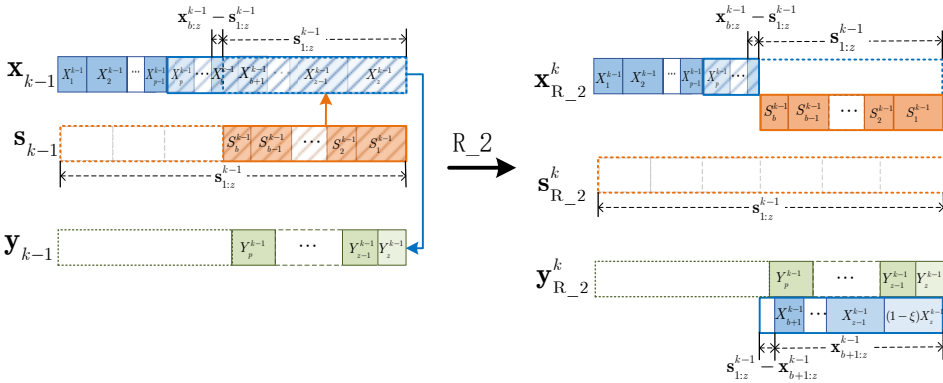 x_{b:z}^{k-1} − s_{1:z}^{k-1}
s_{1:z}^{k-1}
x_{k−1} X_1^{k-1} X_2^{k-1} ··· X_{p-1}^{k-1} X_p^{k-1} ··· X_{b+1}^{k-1} ··· X_{z-1}^{k-1} X_z^{k-1}
s_{k−1} S_b^{k-1} S_{b-1}^{k-1} ··· S_2^{k-1} S_1^{k-1}
s_{1:z}^{k-1}
y_{k−1} Y_p^{k-1} ··· Y_{z-1}^{k-1} Y_z^{k-1}
R_2
x_{b:z}^{k-1} − s_{1:z}^{k-1}
s_{1:z}^{k-1}
x_{R_2}^{k} X_1^{k-1} X_2^{k-1} ··· X_{p-1}^{k-1} X_p^{k-1} ···
S_b^{k-1} S_{b-1}^{k-1} ··· S_2^{k-1} S_1^{k-1}
s_{R_2}^{k}
s_{1:z}^{k-1}
y_{R_2}^{k} Y_p^{k-1} ··· Y_{z-1}^{k-1} Y_z^{k-1}
X_{b+1}^{k-1} ··· X_{z-1}^{k-1} (1−ξ)X_z^{k-1}
x_{b+1:z}^{k-1}
s_{1:z}^{k-1} − x_{b+1:z}^{k-1}